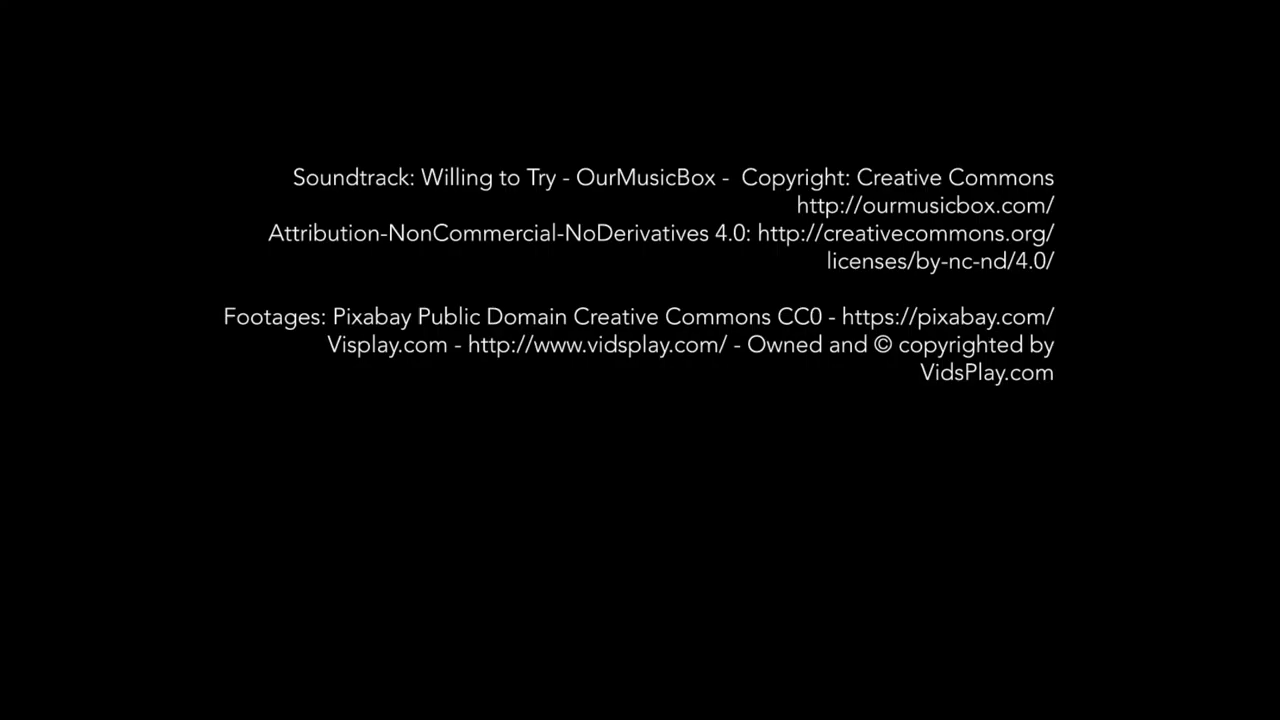 Soundtrack: Willing to Try - OurMusicBox -  Copyright: Creative Commons
http://ourmusicbox.com/
Attribution-NonCommercial-NoDerivatives 4.0: http://creativecommons.org/
licenses/by-nc-nd/4.0/
Footages: Pixabay Public Domain Creative Commons CC0 - https://pixabay.com/
Visplay.com - http://www.vidsplay.com/ - Owned and © copyrighted by
VidsPlay.com